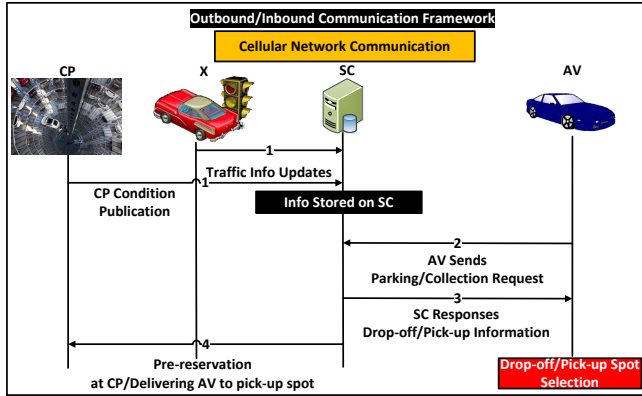 Outbound/Inbound Communication Framework
Cellular Network Communication
CP X SC AV
1
Traffic Info Updates
1
CP Condition
Publication
Info Stored on SC
2
AV Sends
Parking/Collection Request
3
SC Responses
Drop-off/Pick-up Information
4
Pre-reservation
at CP/Delivering AV to pick-up spot
Drop-off/Pick-up Spot
Selection